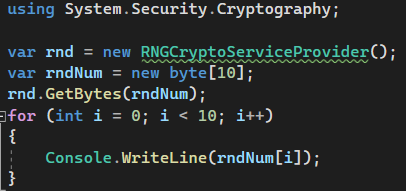 using System.Security.Cryptography;
var rnd = new RNGCryptoServiceProvider();
var rndNum = new byte[10];
rnd.GetBytes(rndNum);
for (int i = 0; i < 10; i++)
{
    Console.WriteLine(rndNum[i]);
}